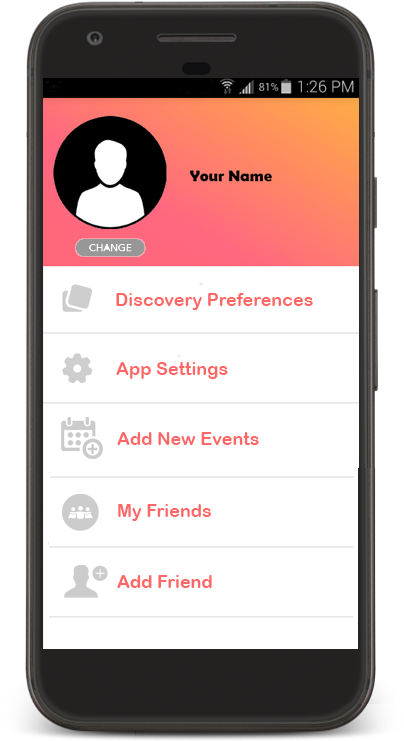 81% 1:26 PM
Your Name
CHANGE
Discovery Preferences
App Settings
Add New Events
My Friends
Add Friend